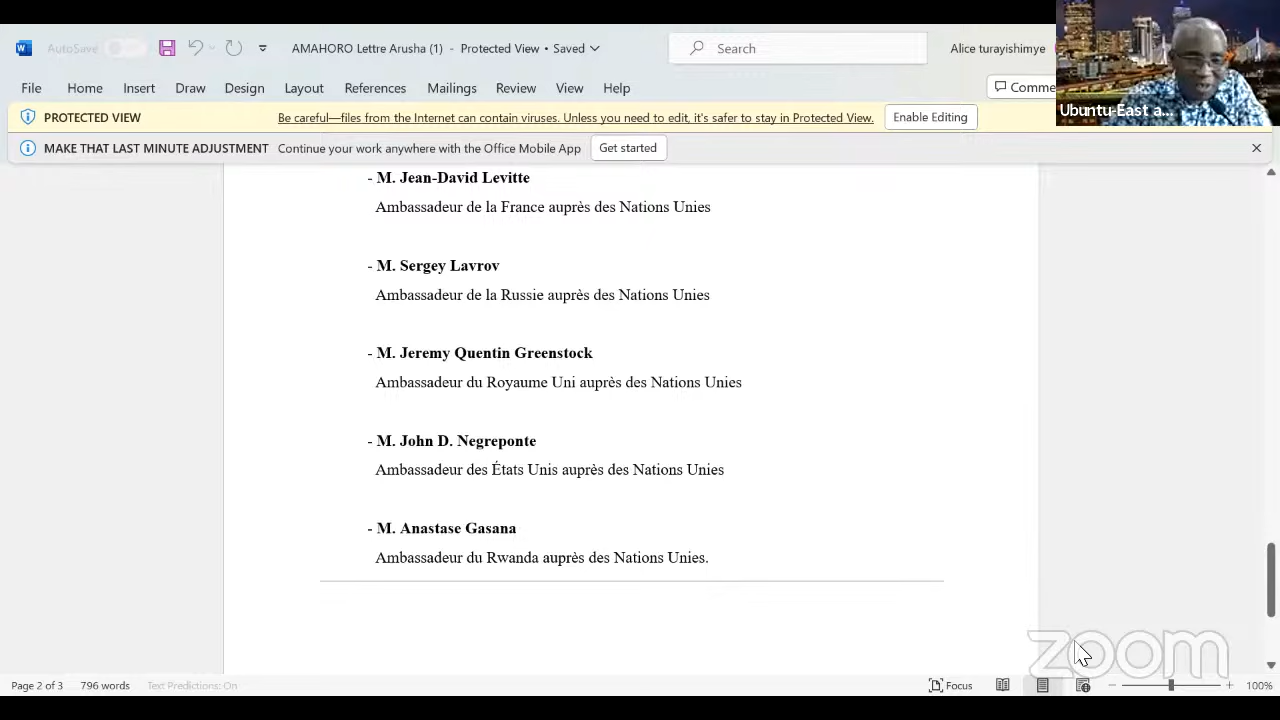 AutoSave
AMAHORO Lettre Arusha (1) - Protected View • Saved
Search
Alice turayishimye
File Home Insert Draw Design Layout References Mailings Review View Help
Comme
Ubuntu-East a...
PROTECTED VIEW Be careful—files from the Internet can contain viruses. Unless you need to edit, it's safer to stay in Protected View. Enable Editing
MAKE THAT LAST MINUTE ADJUSTMENT Continue your work anywhere with the Office Mobile App Get started
- M. Jean-David Levitte
Ambassadeur de la France auprès des Nations Unies
- M. Sergey Lavrov
Ambassadeur de la Russie auprès des Nations Unies
- M. Jeremy Quentin Greenstock
Ambassadeur du Royaume Uni auprès des Nations Unies
- M. John D. Negreponte
Ambassadeur des États Unis auprès des Nations Unies
- M. Anastase Gasana
Ambassadeur du Rwanda auprès des Nations Unies.
zoom
Page 2 of 3 796 words Text Predictions: On Focus 100%